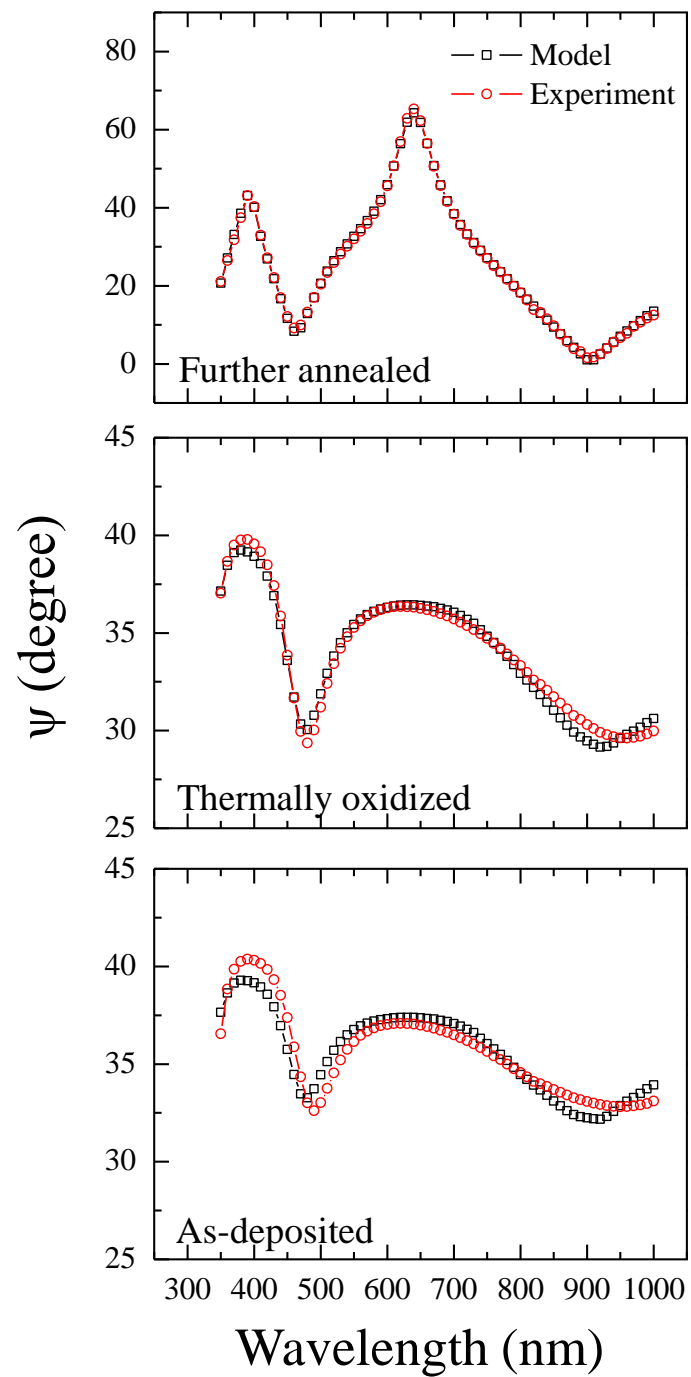 80
60
40
20
0
Model
Experiment
Further annealed
45
40
35
30
25
Thermally oxidized
ψ (degree)
45
40
35
30
25
As-deposited
300 400 500 600 700 800 900 1000
Wavelength (nm)